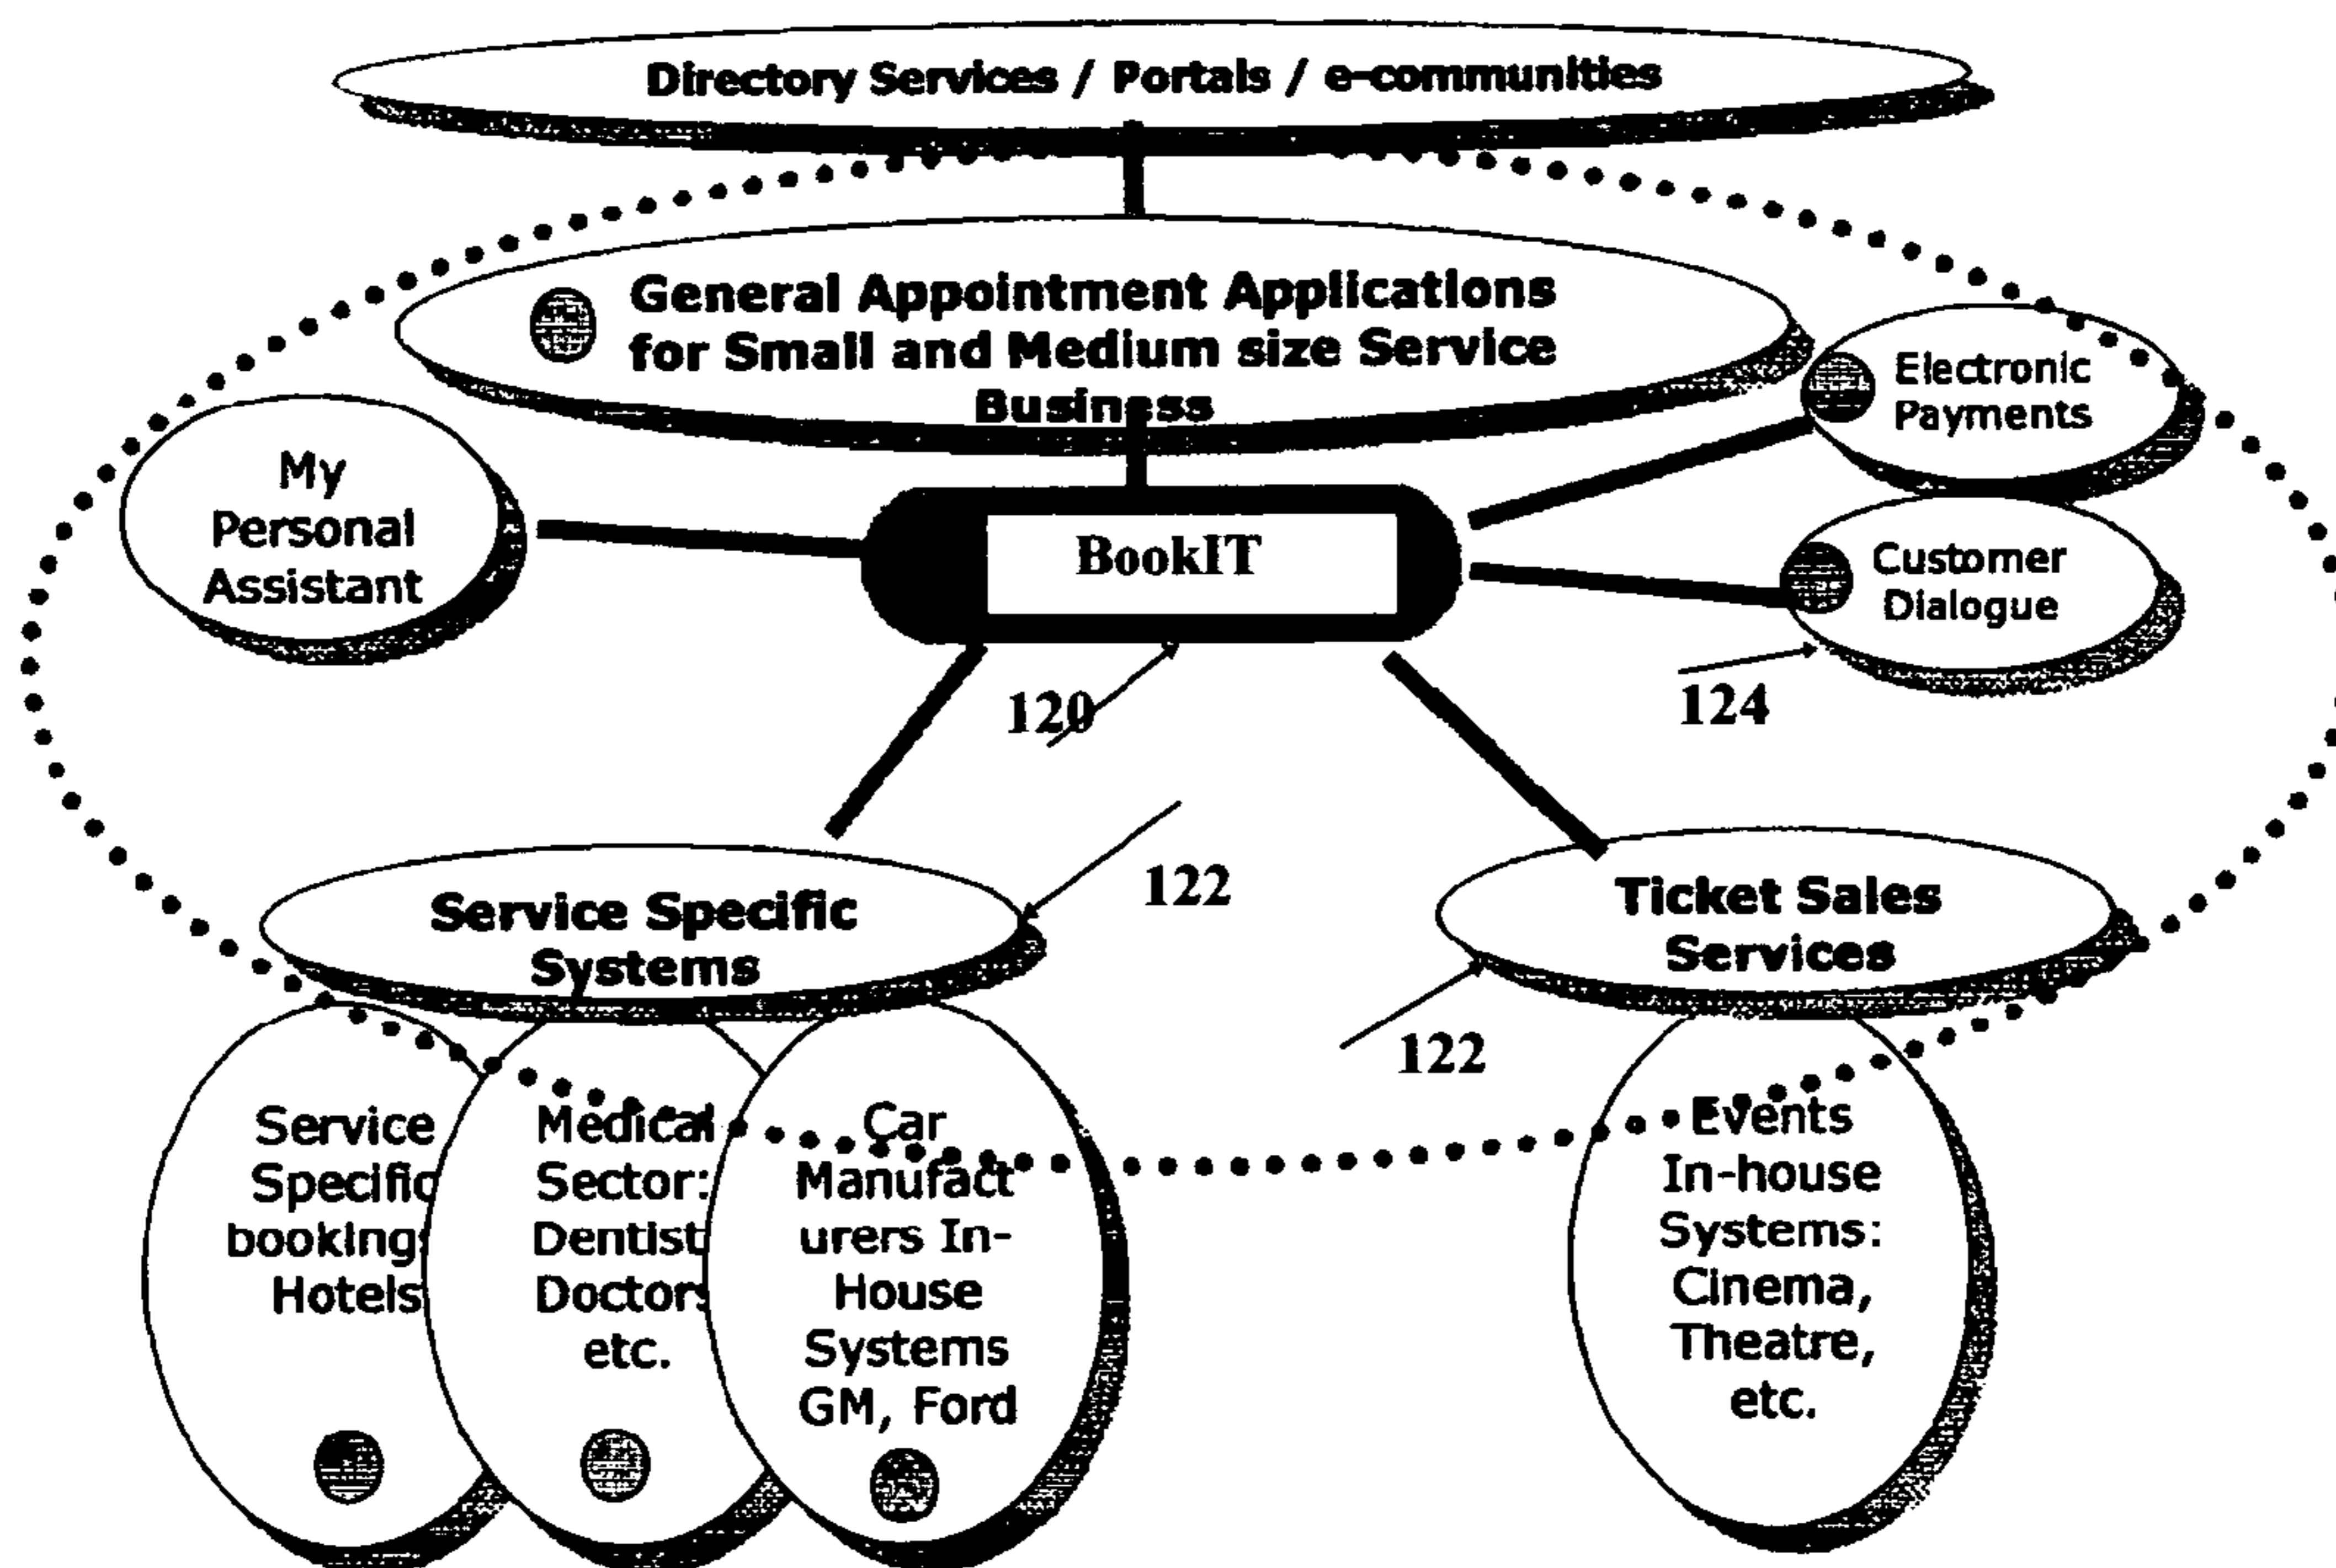 Directory Services / Portals / e-communities
General Appointment Applications
for Small and Medium size Service
Business
Electronic
Payments
My
Personal
Assistant
BookIT
Customer
Dialogue
120
124
122
Service Specific
Systems
Ticket Sales
Services
122
Service
Specific
booking
Hotels
Medical
Sector:
Dentist
Doctors
etc.
Car
Manufact
urers In-
House
Systems
GM, Ford
Events
In-house
Systems:
Cinema,
Theatre,
etc.